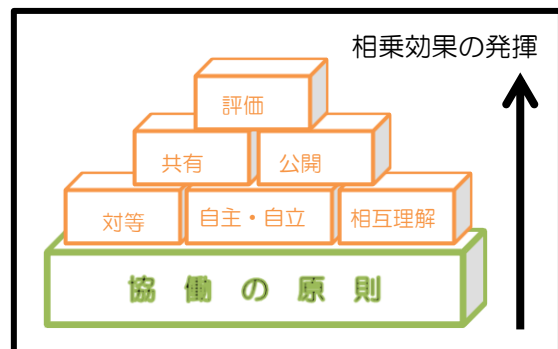 相乗効果の発揮
評価
共有 公開
対等 自主・自立 相互理解
協働の原則